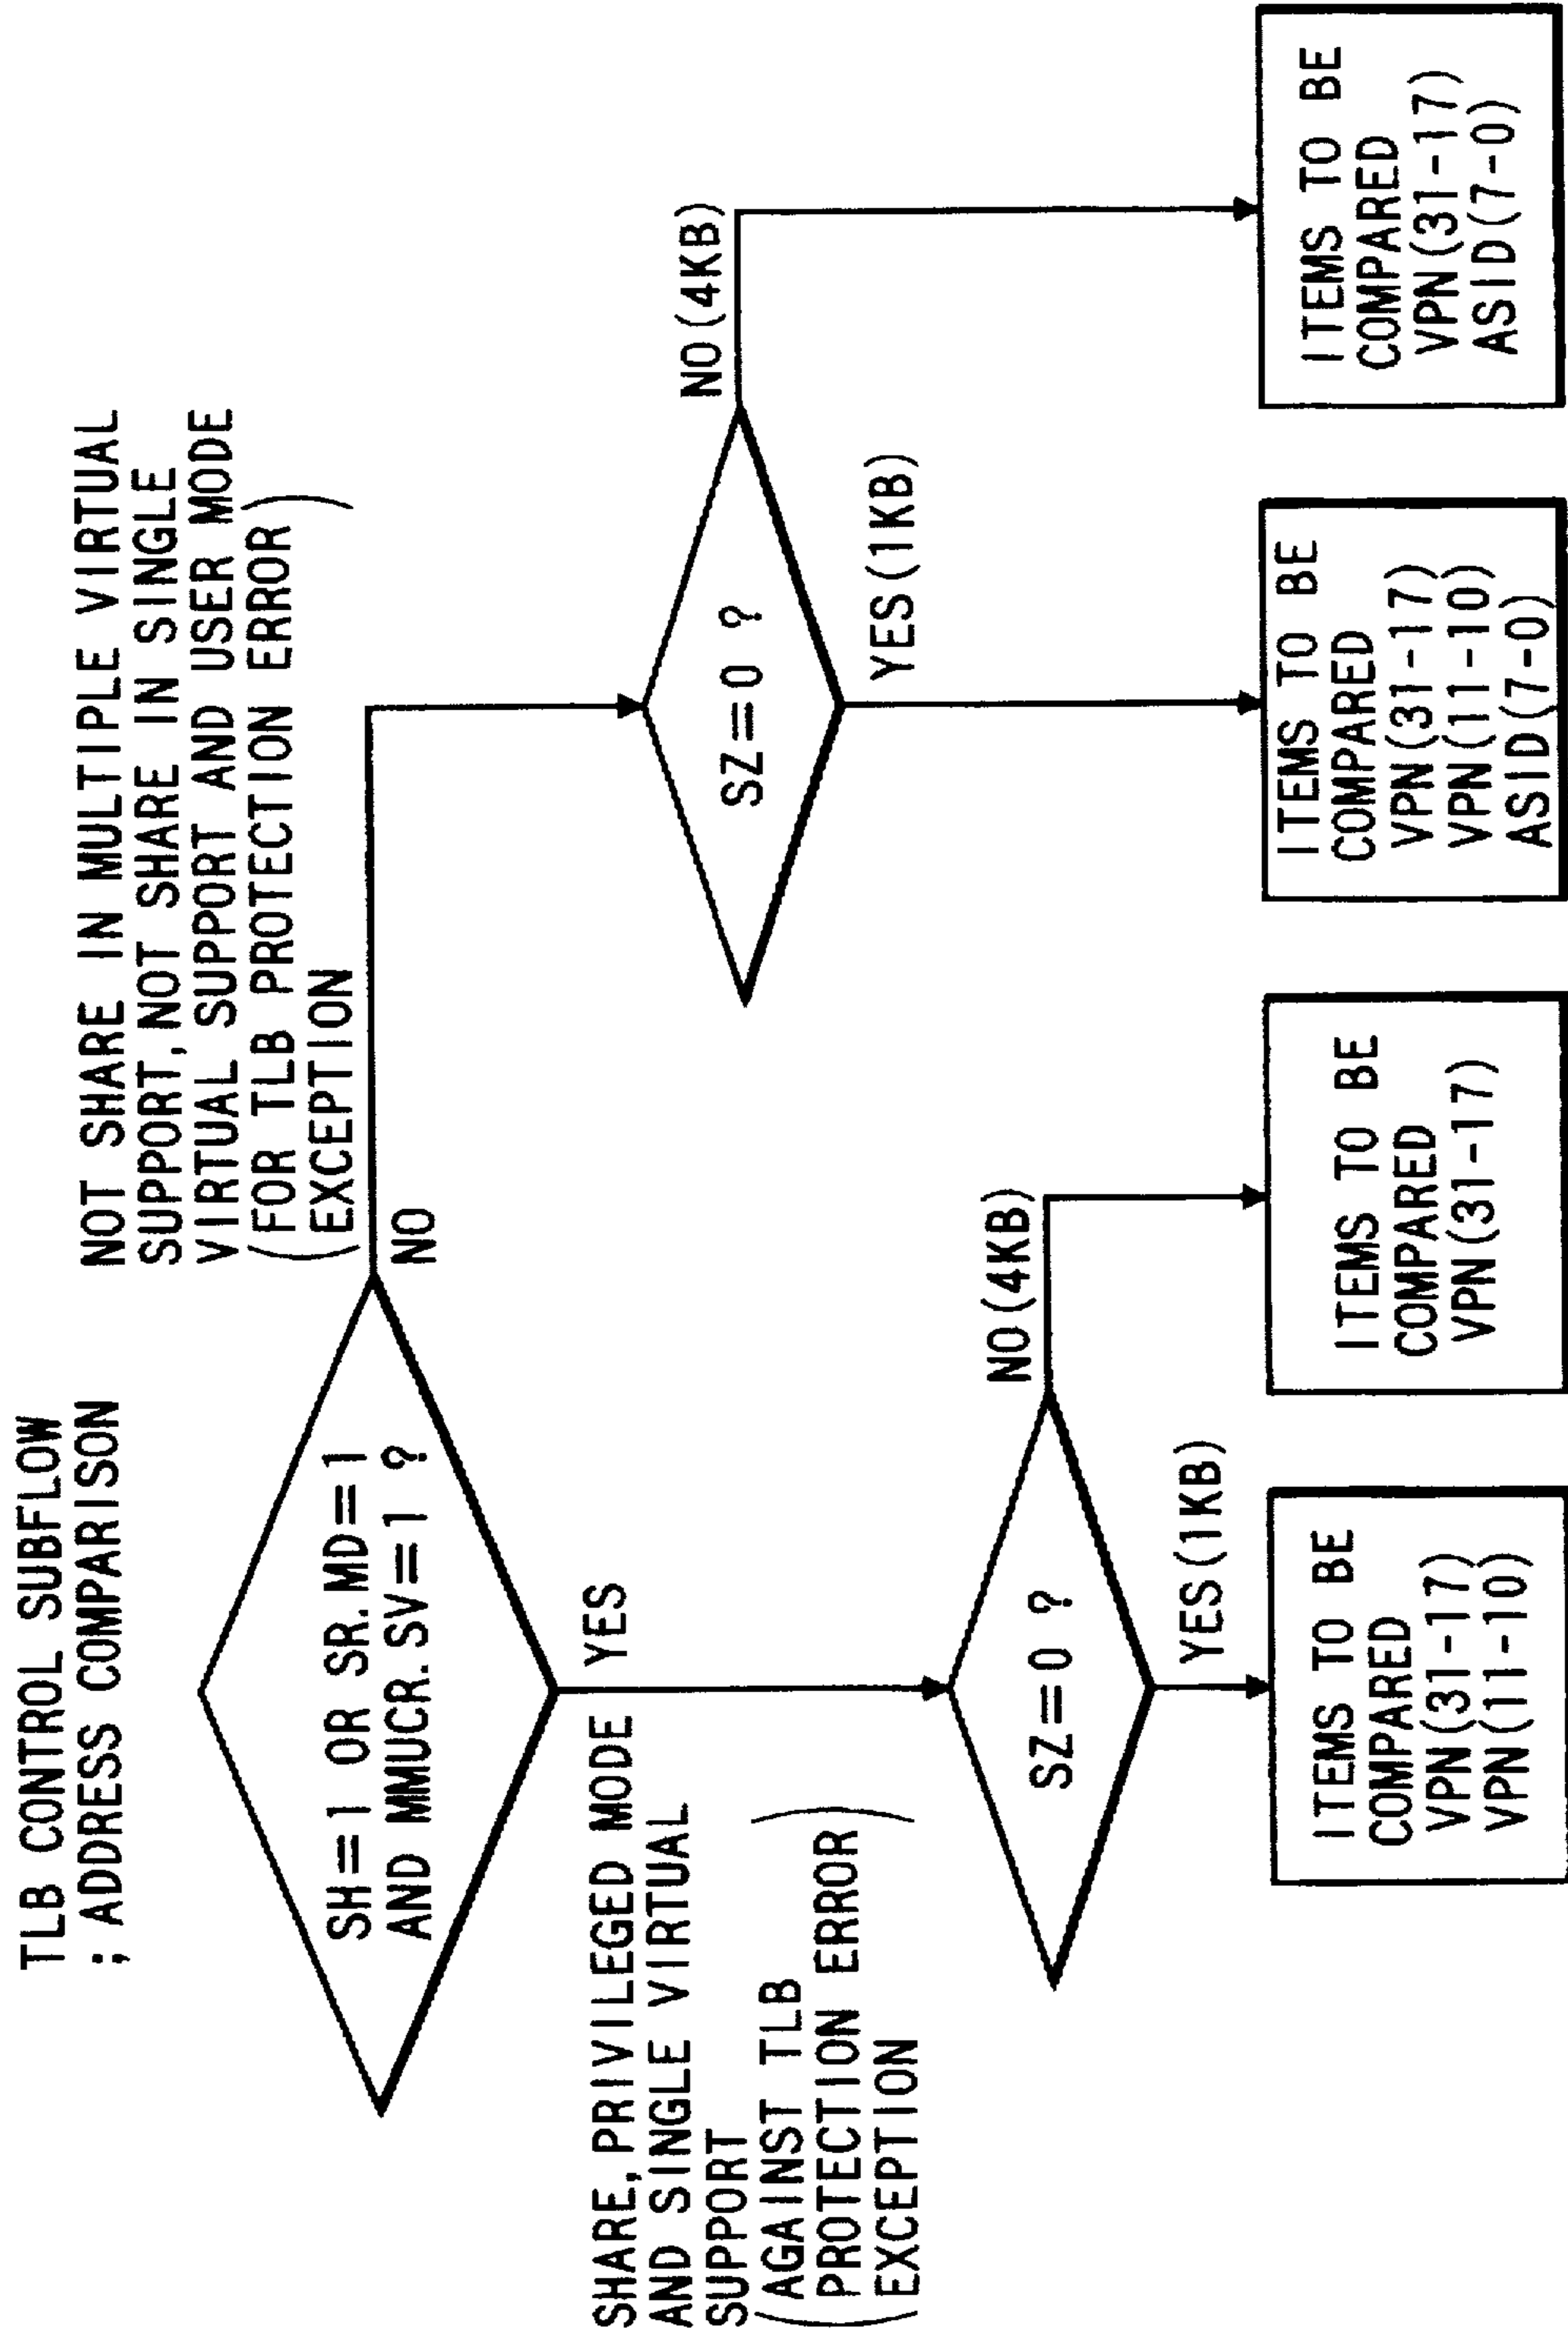 TLB CONTROL SUBFLOW
; ADDRESS COMPARISON
SH=1 OR SR.MD=1
AND MMUCR.SV=1 ?
NO
NOT SHARE IN MULTIPLE VIRTUAL
SUPPORT, NOT SHARE IN SINGLE
VIRTUAL SUPPORT AND USER MODE
(FOR TLB PROTECTION ERROR
EXCEPTION)
YES
SHARE, PRIVILEGED MODE
AND SINGLE VIRTUAL
SUPPORT
(AGAINST TLB
PROTECTION ERROR
EXCEPTION)
SZ=0 ?
NO(4KB)
YES(1KB)
SZ=0 ?
NO(4KB)
YES(1KB)
ITEMS TO BE
COMPARED
VPN(31-17)
VPN(11-10)
ITEMS TO BE
COMPARED
VPN(31-17)
ITEMS TO BE
COMPARED
VPN(31-17)
VPN(11-10)
ASID(7-0)
ITEMS TO BE
COMPARED
VPN(31-17)
ASID(7-0)